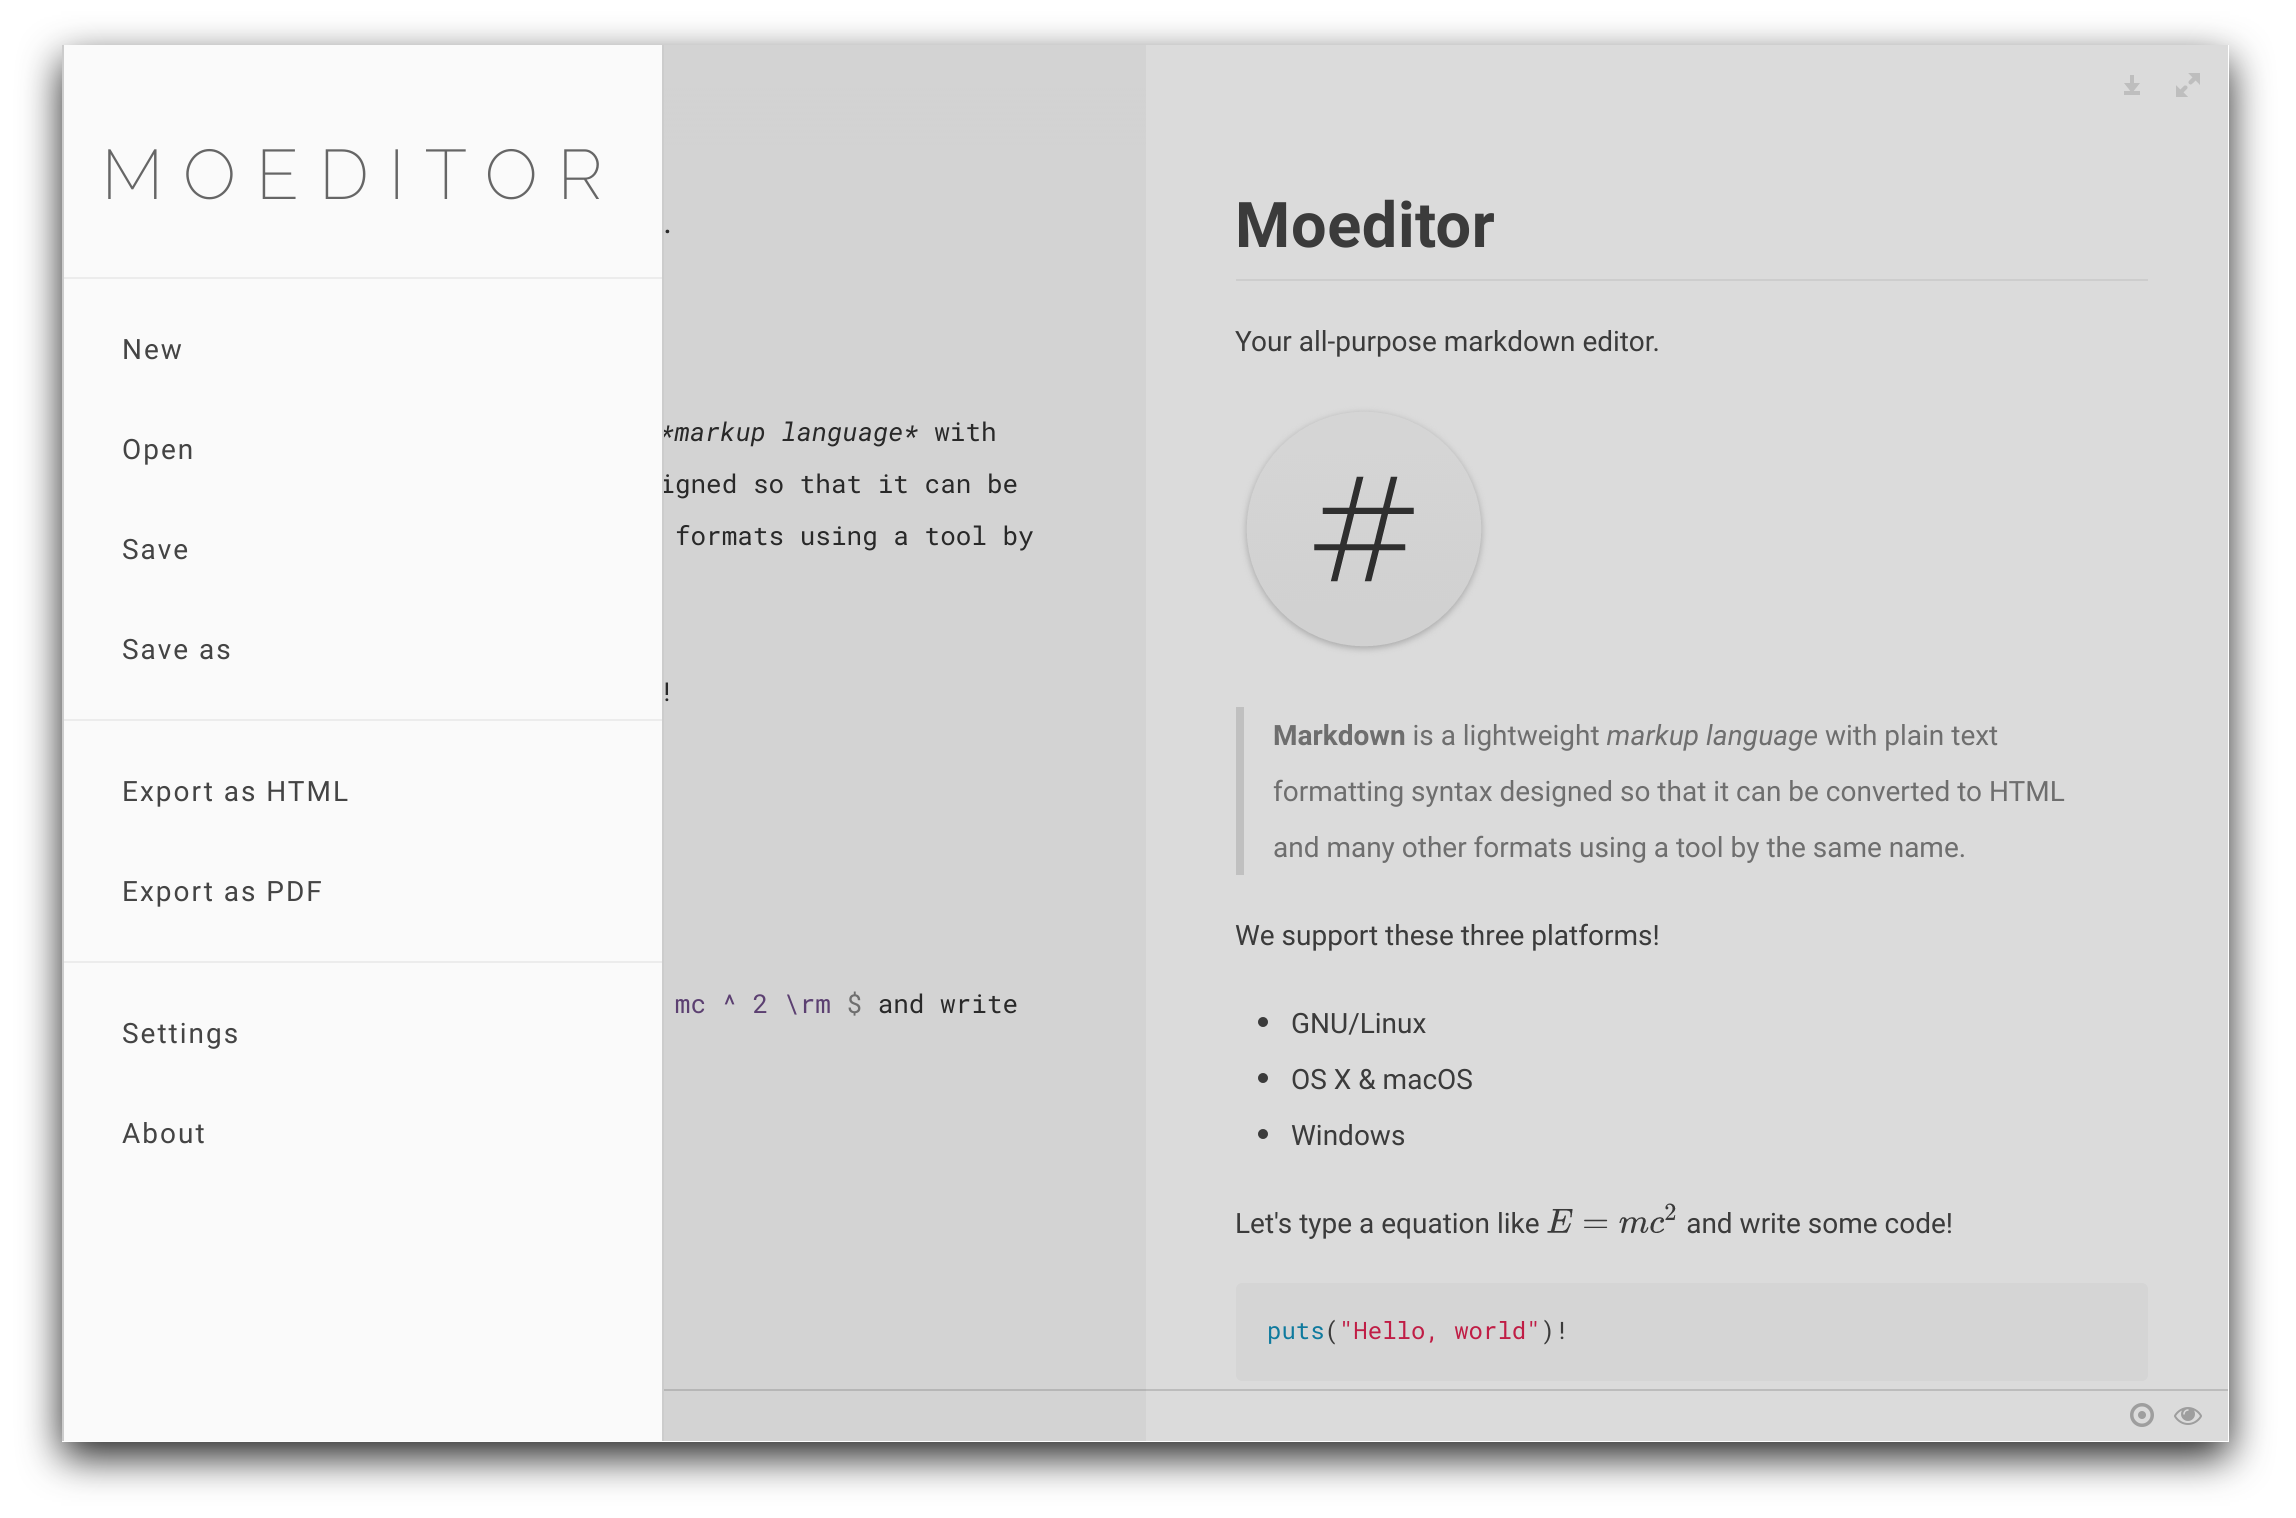 MOEDITOR
New
Open
Save
Save as
Export as HTML
Export as PDF
Settings
About
.
*markup language* with
igned so that it can be
formats using a tool by
!
mc ^ 2 \rm $ and write
Moeditor
Your all-purpose markdown editor.
#
Markdown is a lightweight markup language with plain text
formatting syntax designed so that it can be converted to HTML
and many other formats using a tool by the same name.
We support these three platforms!
• GNU/Linux
• OS X & macOS
• Windows
Let's type a equation like E = mc² and write some code!
puts("Hello, world")!